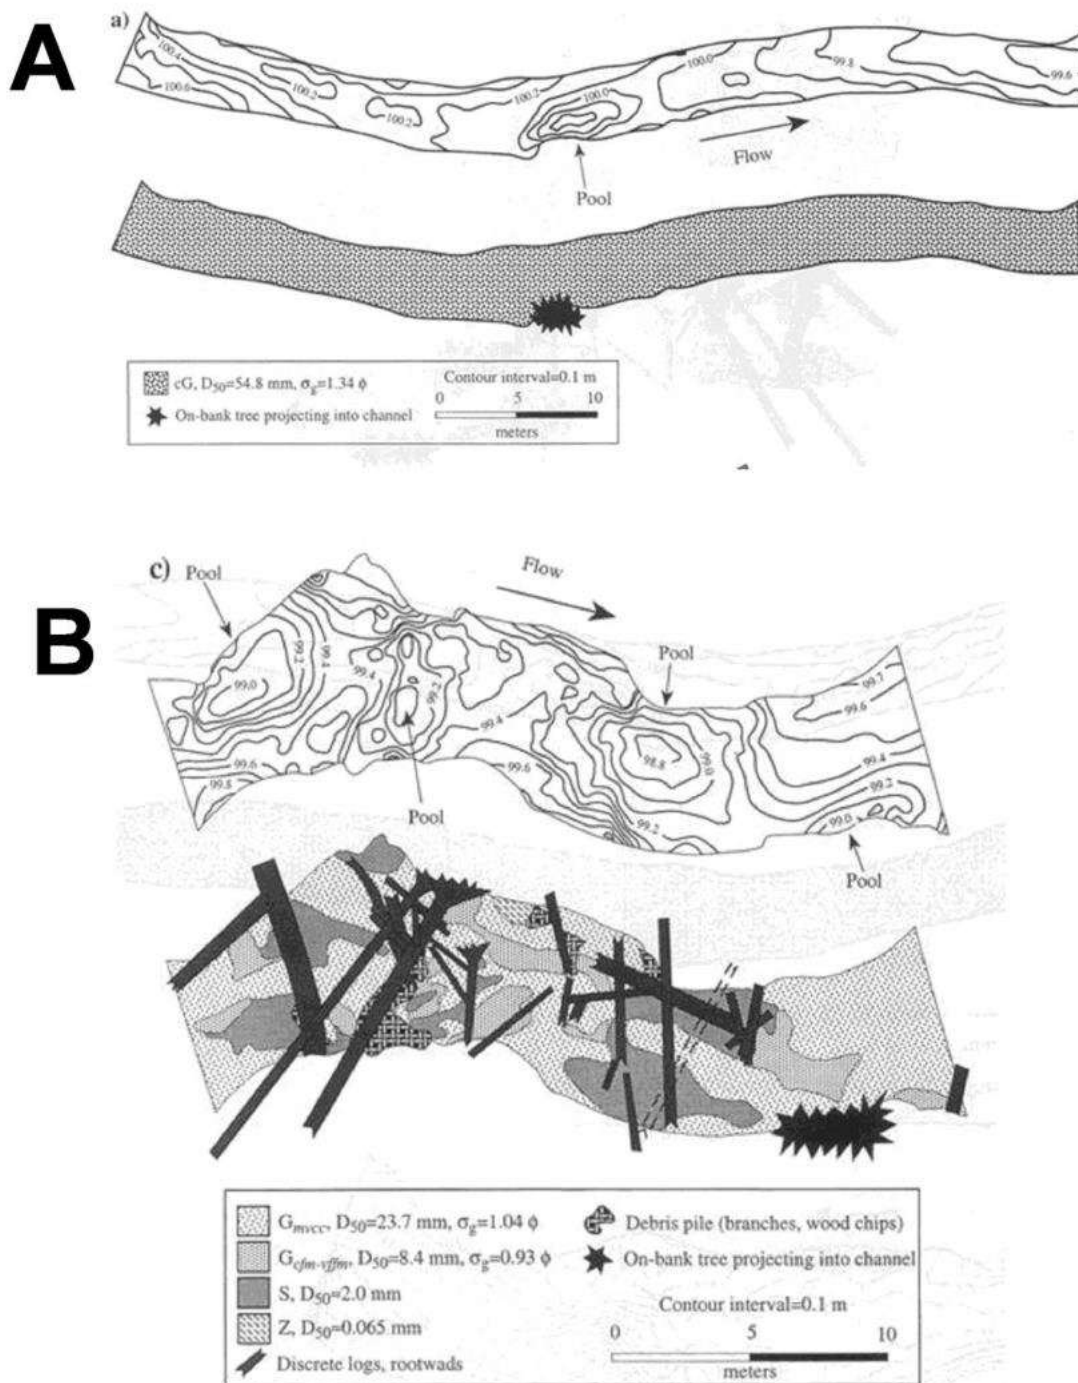 A
a)
100.4
100.6
100.2
100.2
100.2
100.0
100.0
99.8
99.6
Flow
Pool
cG, D50=54.8 mm, σg=1.34 ϕ
On-bank tree projecting into channel
Contour interval=0.1 m
0 5 10
meters
B
c)
Pool
Flow
Pool
99.0
99.2
99.4
99.4
99.2
99.4
99.6
99.8
99.6
98.8
99.0
99.2
99.7
99.6
99.4
99.2
99.0
Pool
Pool
Gmvcc, D50=23.7 mm, σg=1.04 ϕ
Gcfm-vffm, D50=8.4 mm, σg=0.93 ϕ
S, D50=2.0 mm
Z, D50=0.065 mm
Discrete logs, rootwads
Debris pile (branches, wood chips)
On-bank tree projecting into channel
Contour interval=0.1 m
0 5 10
meters